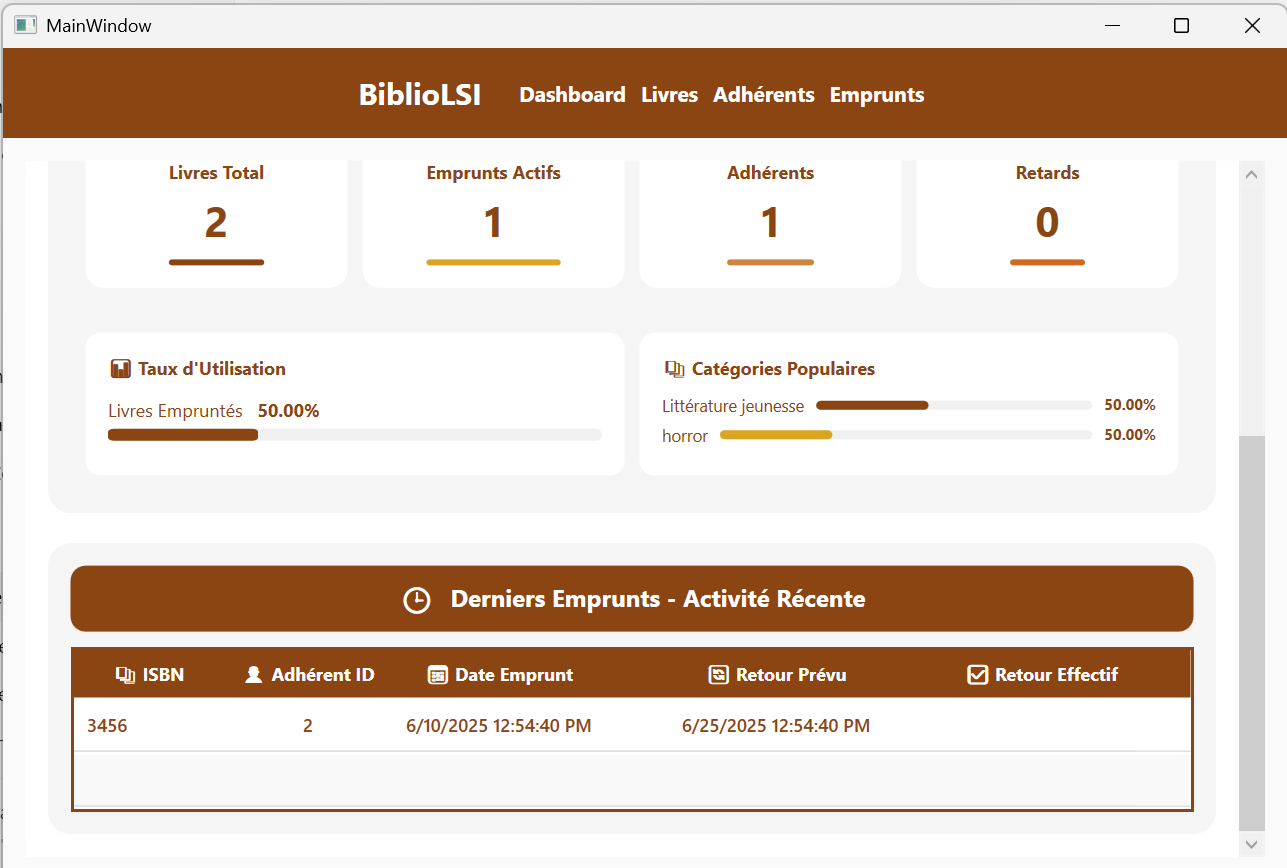 MainWindow
BiblioLSI Dashboard Livres Adhérents Emprunts
Livres Total Emprunts Actifs Adhérents Retards
2 1 1 0
Taux d'Utilisation
Livres Empruntés 50.00%
Catégories Populaires
Littérature jeunesse 50.00%
horror 50.00%
Derniers Emprunts - Activité Récente
ISBN Adhérent ID Date Emprunt Retour Prévu Retour Effectif
3456 2 6/10/2025 12:54:40 PM 6/25/2025 12:54:40 PM